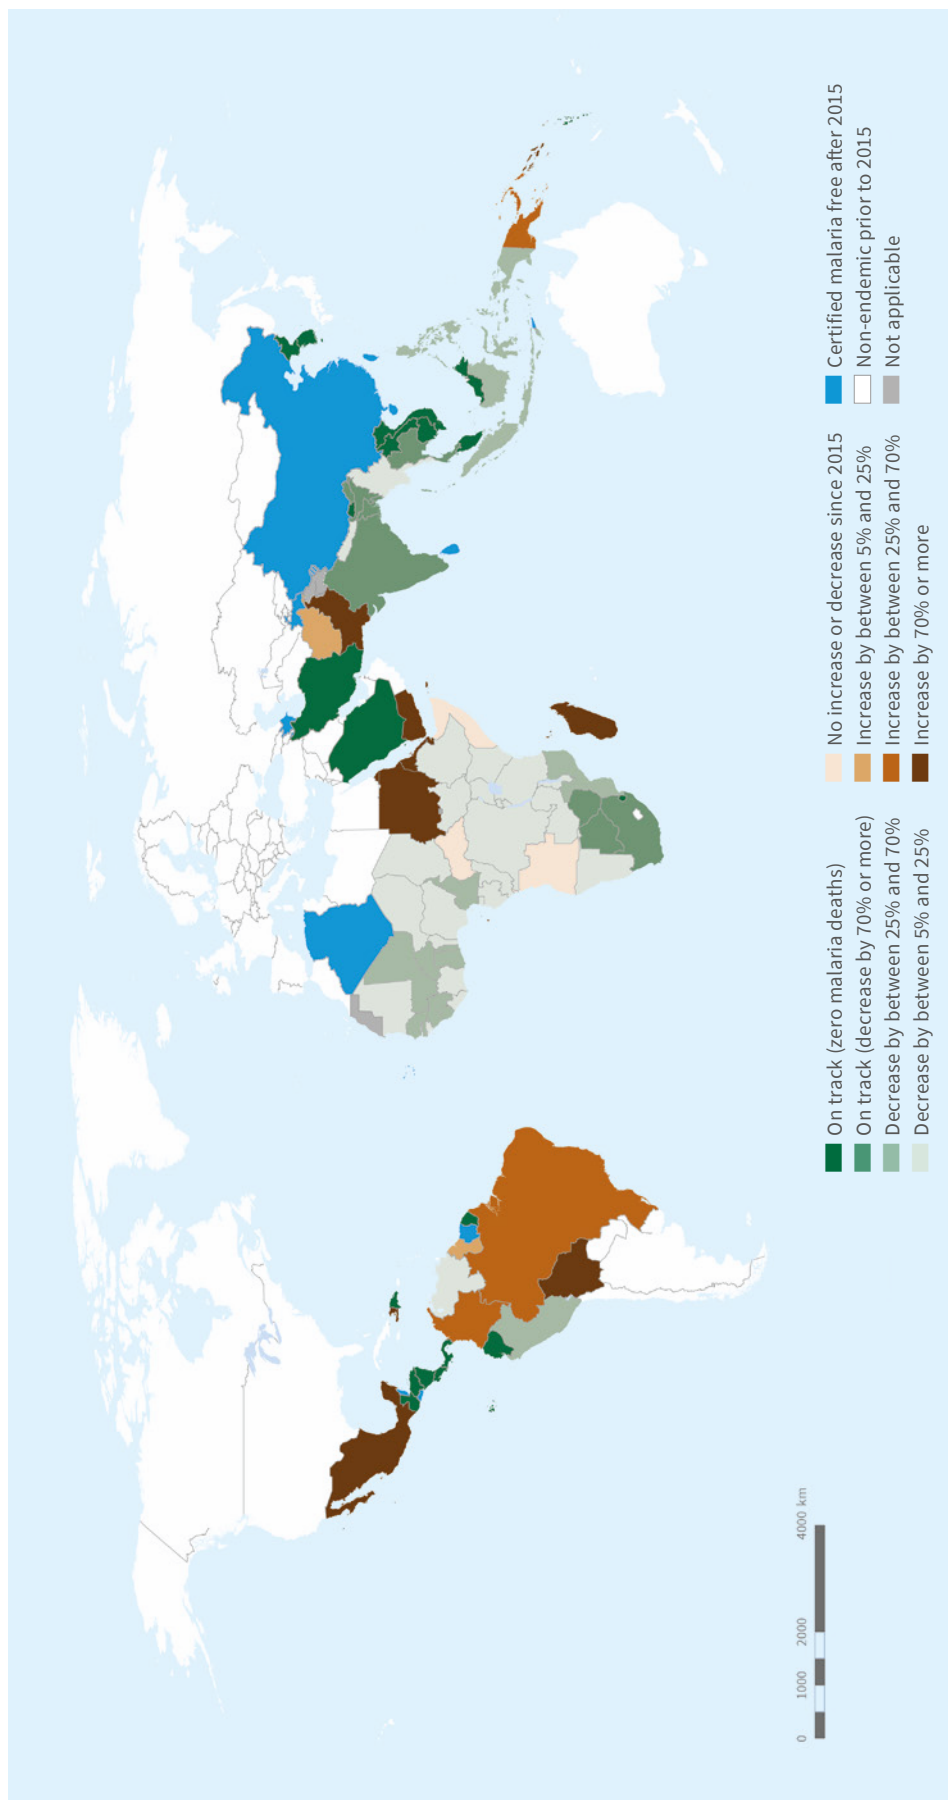 On track (zero malaria deaths)
On track (decrease by 70% or more)
Decrease by between 25% and 70%
Decrease by between 5% and 25%
No increase or decrease since 2015
Increase by between 5% and 25%
Increase by between 25% and 70%
Increase by 70% or more
Certified malaria free after 2015
Non-endemic prior to 2015
Not applicable
0 1000 2000 4000 km